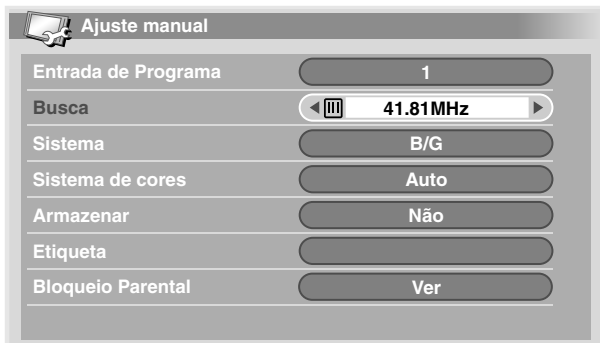 Ajuste manual
Entrada de Programa 1
Busca 41.81MHz
Sistema B/G
Sistema de cores Auto
Armazenar Não
Etiqueta
Bloqueio Parental Ver